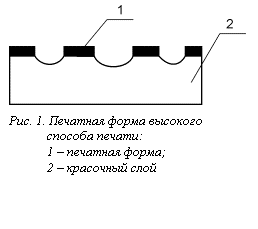 1
2
Рис. 1. Печатная форма высокого
способа печати:
1 – печатная форма;
2 – красочный слой